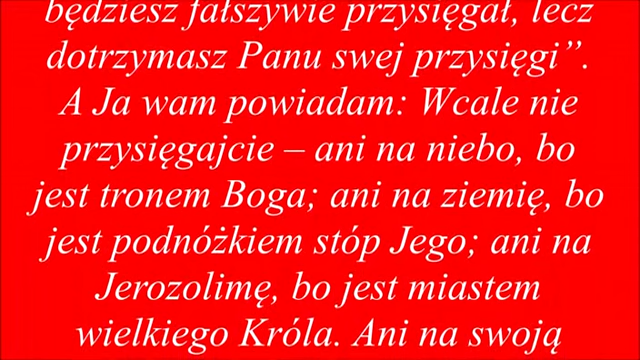 będziesz fałszywie przysięgał, lecz
dotrzymasz Panu swej przysięgi”.
A Ja wam powiadam: Wcale nie
przysięgajcie – ani na niebo, bo
jest tronem Boga; ani na ziemię, bo
jest podnóżkiem stóp Jego; ani na
Jerozolimę, bo jest miastem
wielkiego Króla. Ani na swoją